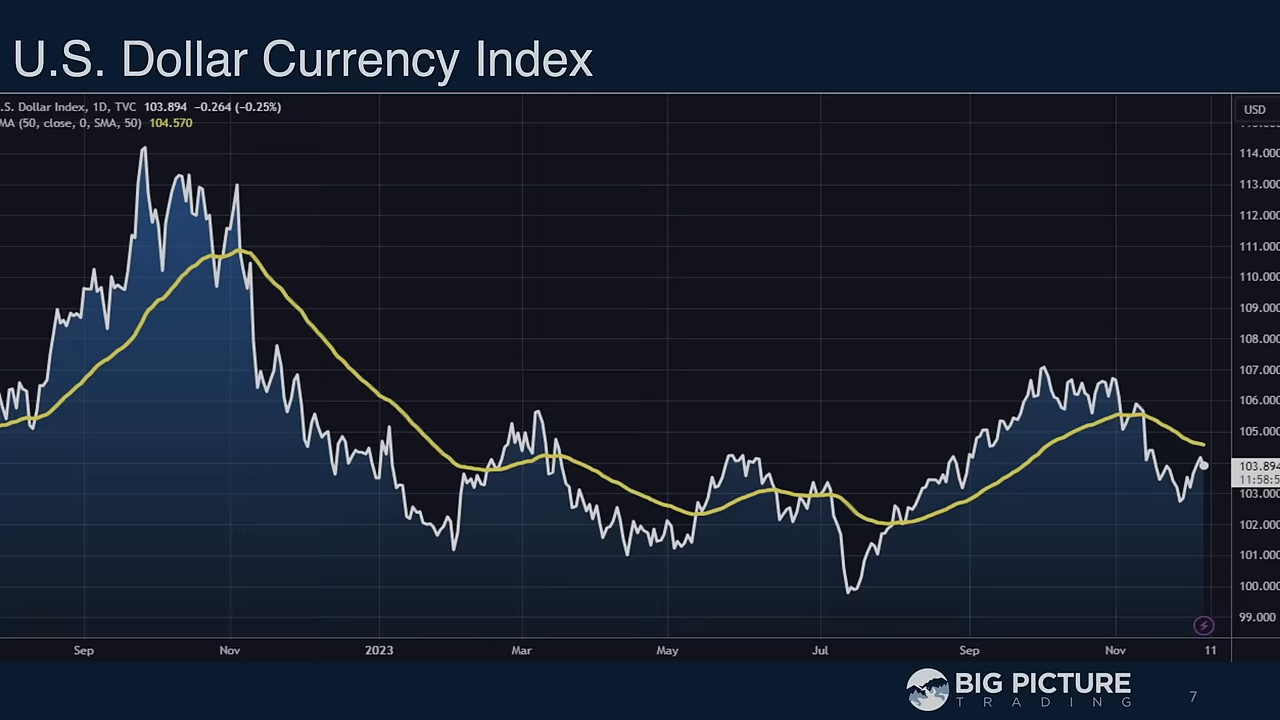 U.S. Dollar Currency Index
.S. Dollar Index, 1D, TVC 103.894 −0.264 (−0.25%)
MA (50, close, 0, SMA, 50) 104.570
USD
114.000
113.000
112.000
111.000
110.000
109.000
108.000
107.000
106.000
105.000
103.894
11:58:5
103.000
102.000
101.000
100.000
99.000
Sep Nov 2023 Mar May Jul Sep Nov 11
BIG PICTURE
TRADING
7